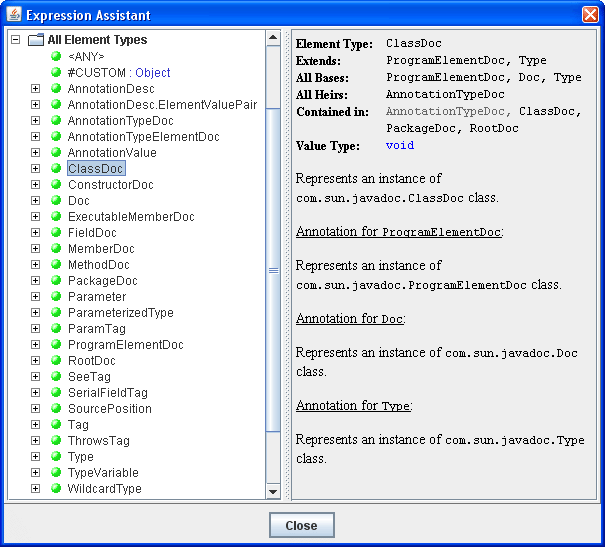 Expression Assistant
All Element Types
<ANY>
#CUSTOM : Object
AnnotationDesc
AnnotationDesc.ElementValuePair
AnnotationTypeDoc
AnnotationTypeElementDoc
AnnotationValue
ClassDoc
ConstructorDoc
Doc
ExecutableMemberDoc
FieldDoc
MemberDoc
MethodDoc
PackageDoc
Parameter
ParameterizedType
ParamTag
ProgramElementDoc
RootDoc
SeeTag
SerialFieldTag
SourcePosition
Tag
ThrowsTag
Type
TypeVariable
WildcardType
Element Type: ClassDoc
Extends: ProgramElementDoc, Type
All Bases: ProgramElementDoc, Doc, Type
All Heirs: AnnotationTypeDoc
Contained in: AnnotationTypeDoc, ClassDoc,
PackageDoc, RootDoc
Value Type: void
Represents an instance of
com.sun.javadoc.ClassDoc class.
Annotation for ProgramElementDoc:
Represents an instance of
com.sun.javadoc.ProgramElementDoc class.
Annotation for Doc:
Represents an instance of com.sun.javadoc.Doc
class.
Annotation for Type:
Represents an instance of com.sun.javadoc.Type
class.
Close